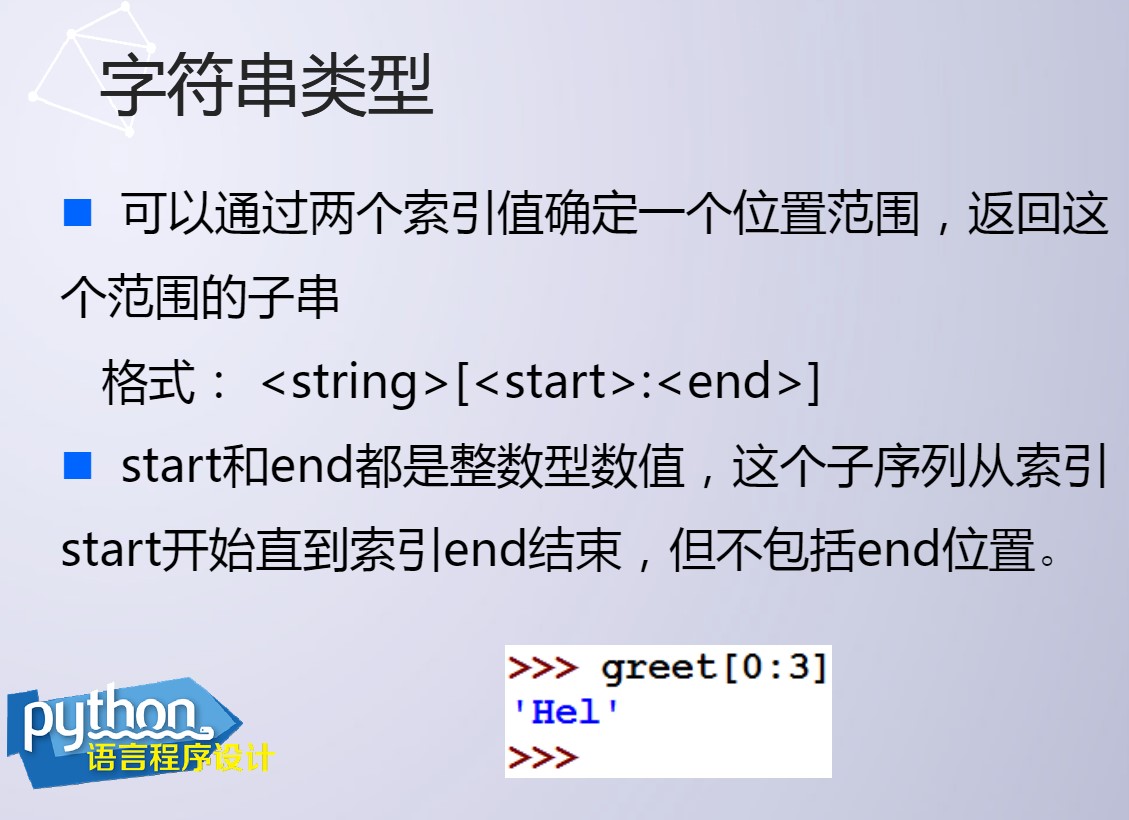 字符串类型
可以通过两个索引值确定一个位置范围，返回这
个范围的子串
格式： <string>[<start>:<end>]
start和end都是整数型数值，这个子序列从索引
start开始直到索引end结束，但不包括end位置。
>>> greet[0:3]
'Hel'
>>>
python
语言程序设计